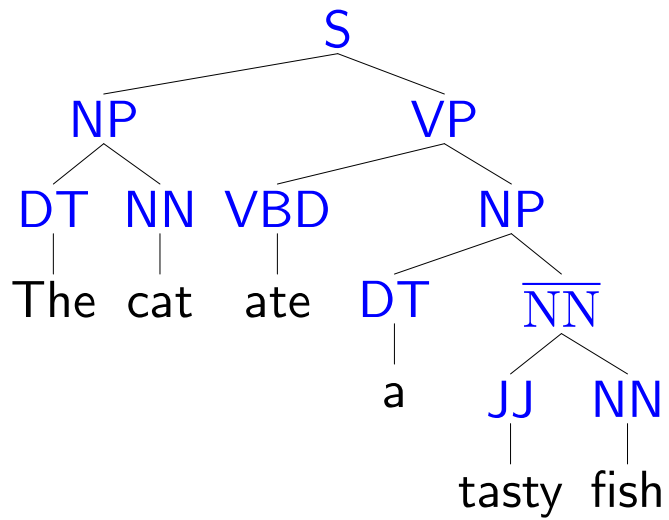 S
NP VP
DT NN VBD NP
The cat ate DT N̅N̅
a JJ NN
tasty fish